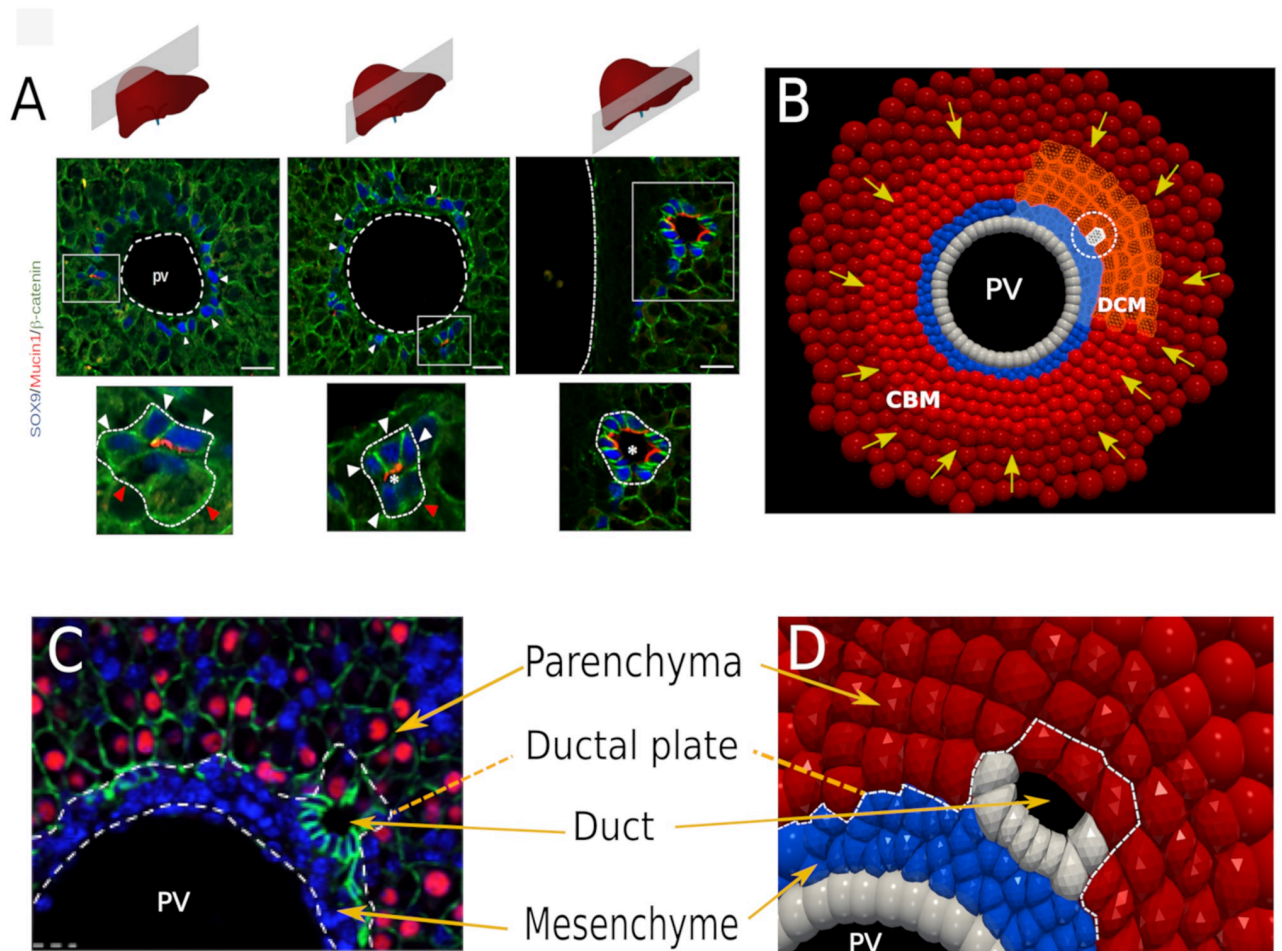 A
SOX9/Mucin1/β-catenin
pv
*
*
B
PV
DCM
CBM
C
PV
Parenchyma
Ductal plate
Duct
Mesenchyme
D
PV